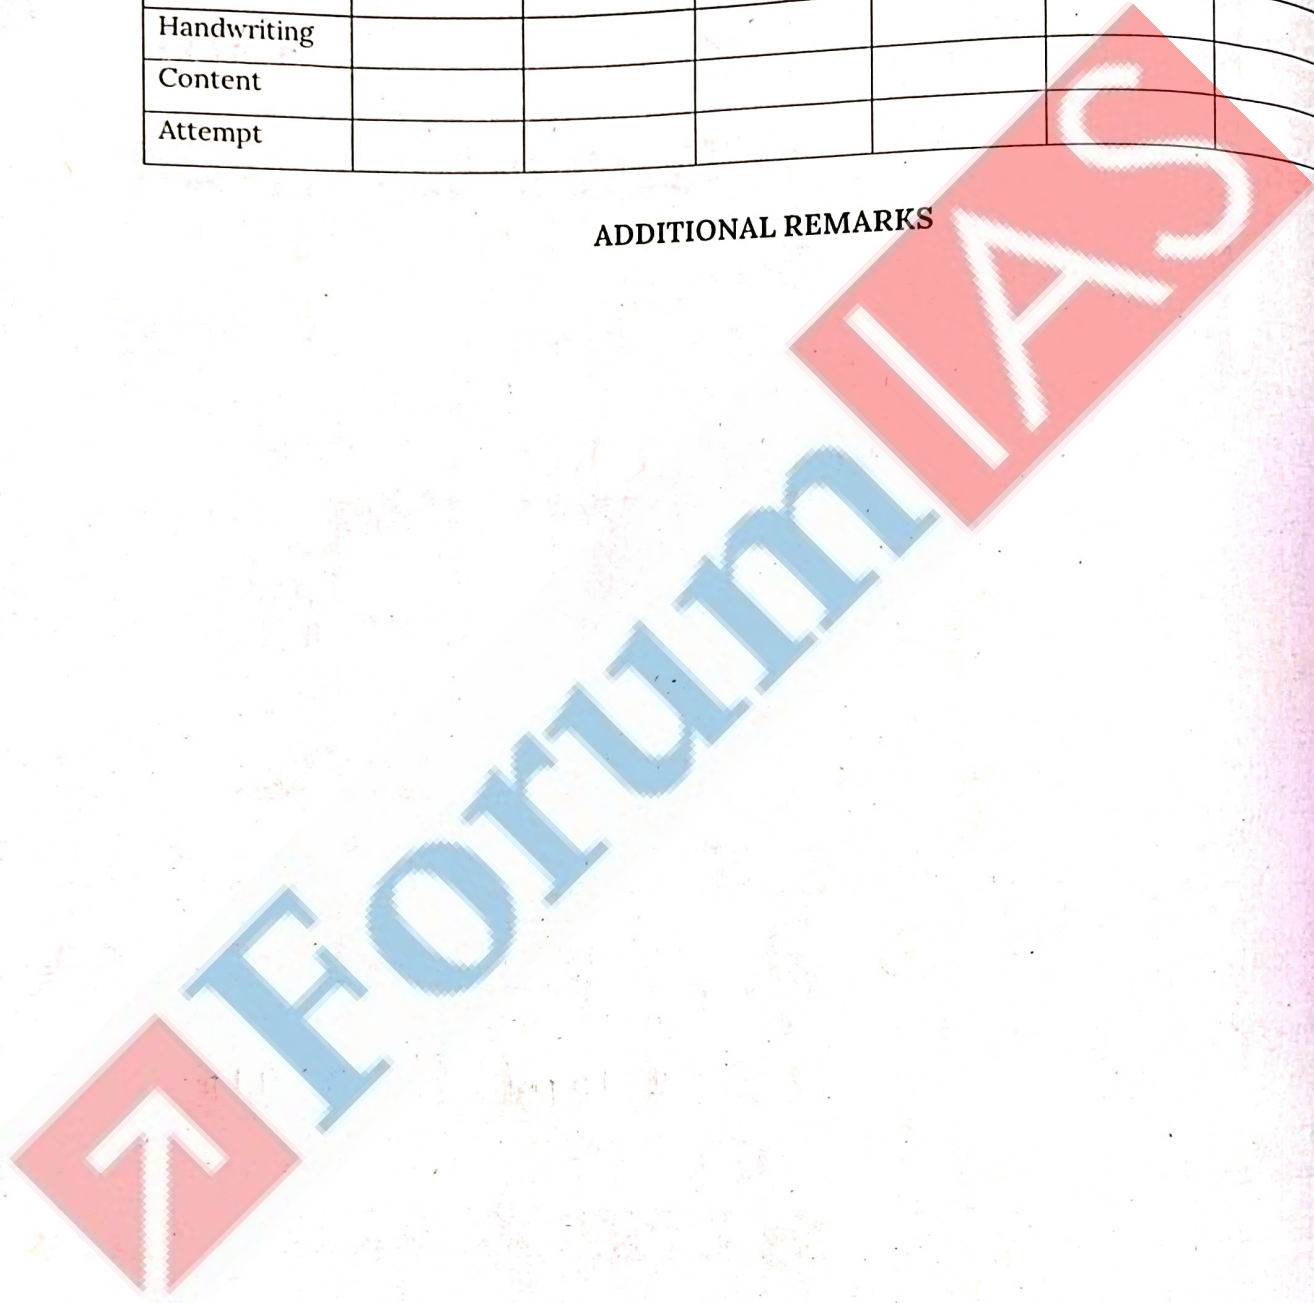 Handwriting
Content
Attempt
ADDITIONAL REMARKS
ForumIAS